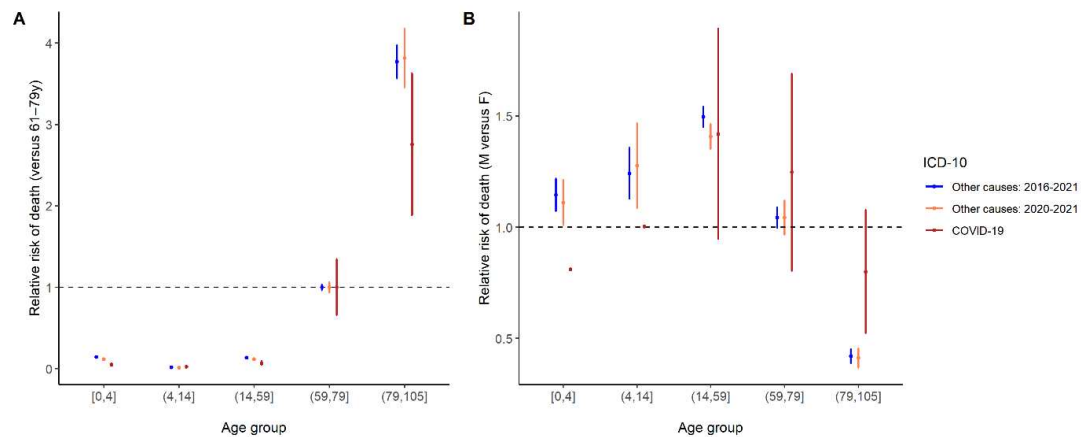 A
Relative risk of death (versus 61–79y)
4
3
2
1
0
[0,4]
(4,14]
(14,59]
(59,79]
(79,105]
Age group
B
Relative risk of death (M versus F)
1.5
1.0
0.5
[0,4]
(4,14]
(14,59]
(59,79]
(79,105]
Age group
ICD-10
Other causes: 2016-2021
Other causes: 2020-2021
COVID-19